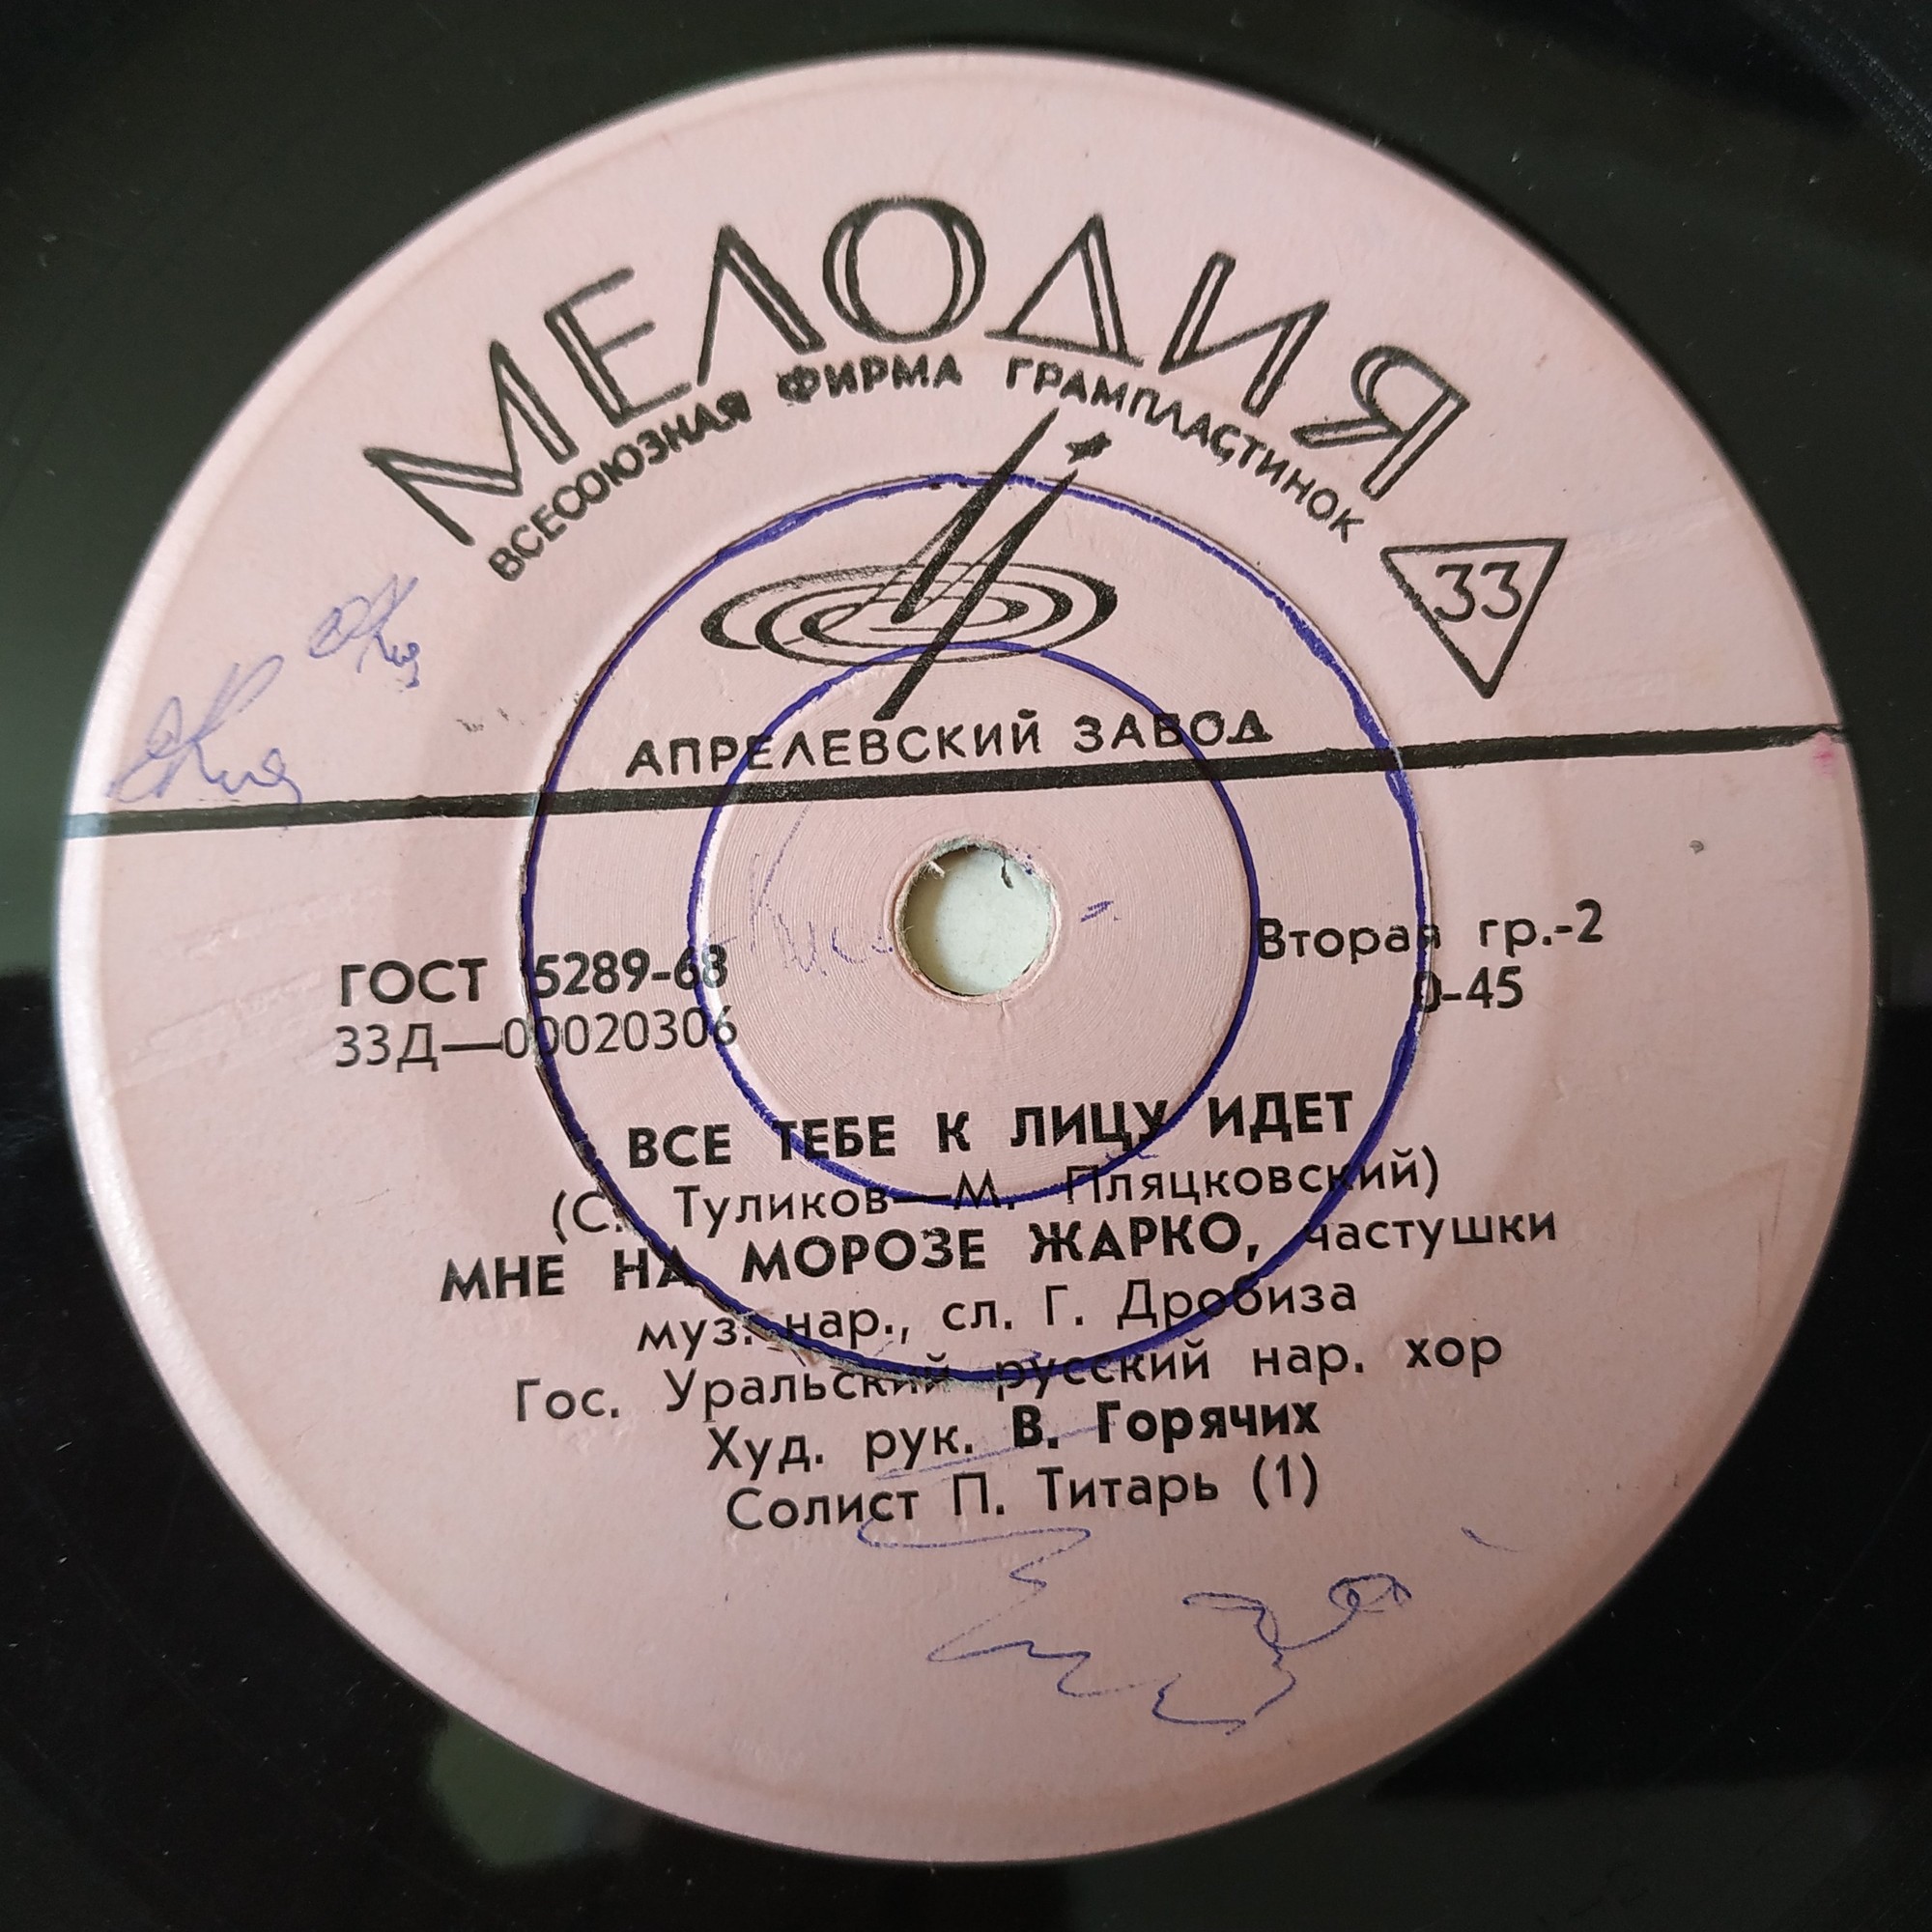 МЕЛОДИЯ
ВСЕСОЮЗНАЯ ФИРМА ГРАМПЛАСТИНОК
33
АПРЕЛЕВСКИЙ ЗАВОД
ГОСТ 5289-68
33Д—00020306
Вторая гр.-2
0-45
ВСЕ ТЕБЕ К ЛИЦУ ИДЕТ
(С. Туликов—М. Пляцковский)
МНЕ НА МОРОЗЕ ЖАРКО, частушки
муз. нар., сл. Г. Дробиза
Гос. Уральский русский нар. хор
Худ. рук. В. Горячих
Солист П. Титарь (1)